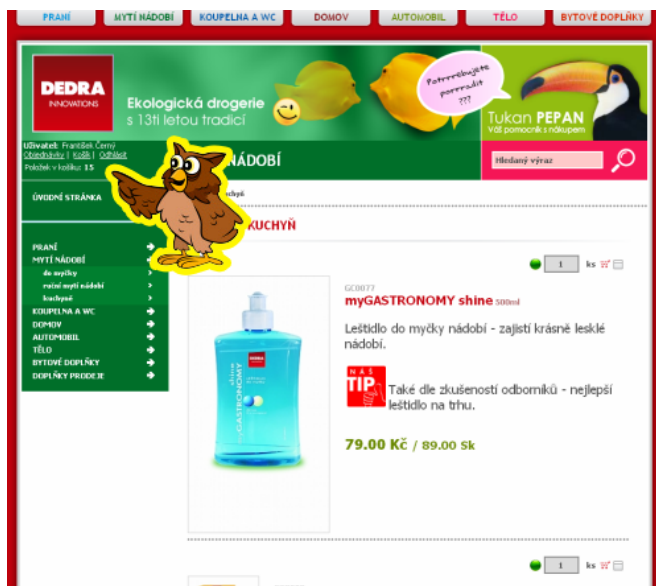 PRANÍ MYTÍ NÁDOBÍ KOUPELNA A WC DOMOV AUTOMOBIL TĚLO BYTOVÉ DOPLŇKY
DEDRA
INNOVATIONS
Ekologická drogerie
s 13ti letou tradicí
Potrrrebujete
porrradit
???
Tukan PEPAN
Váš pomocník s nákupem
Uživatel: František Černý
Objednávky | Košík | Odhlásit
Položek v košíku: 15
NÁDOBÍ
Hledaný výraz
ÚVODNÍ STRÁNKA
kuchyně
KUCHYŇ
PRANÍ
MYTÍ NÁDOBÍ
do myčky
ruční mytí nádobí
kuchyně
KOUPELNA A WC
DOMOV
AUTOMOBIL
TĚLO
BYTOVÉ DOPLŇKY
DOPLŇKY PRODEJE
1 ks
GC0077
myGASTRONOMY shine 500ml
Leštidlo do myčky nádobí - zajistí krásně lesklé
nádobí.
NÁŠ
TIP
Také dle zkušeností odborníků - nejlepší
leštidlo na trhu.
79.00 Kč / 89.00 Sk
DEDRA
shine
myGASTRONOMY
1 ks